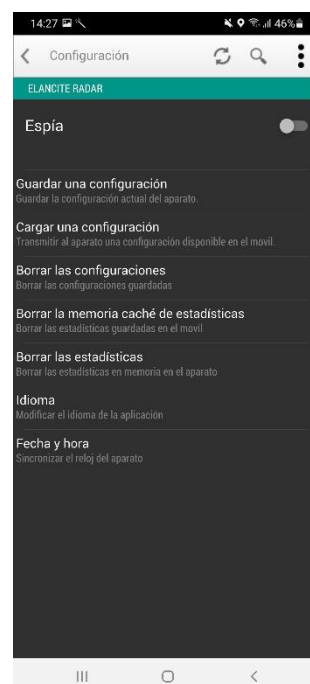 14:27 46%
Configuración
ELANCITE RADAR
Espía
Guardar una configuración
Guardar la configuración actual del aparato.
Cargar una configuración
Transmitir al aparato una configuración disponible en el movil.
Borrar las configuraciones
Borrar las configuraciones guardadas
Borrar la memoria caché de estadísticas
Borrar las estadísticas guardadas en el movil
Borrar las estadísticas
Borrar las estadísticas en memoria en el aparato
Idioma
Modificar el idioma de la aplicación
Fecha y hora
Sincronizar el reloj del aparato